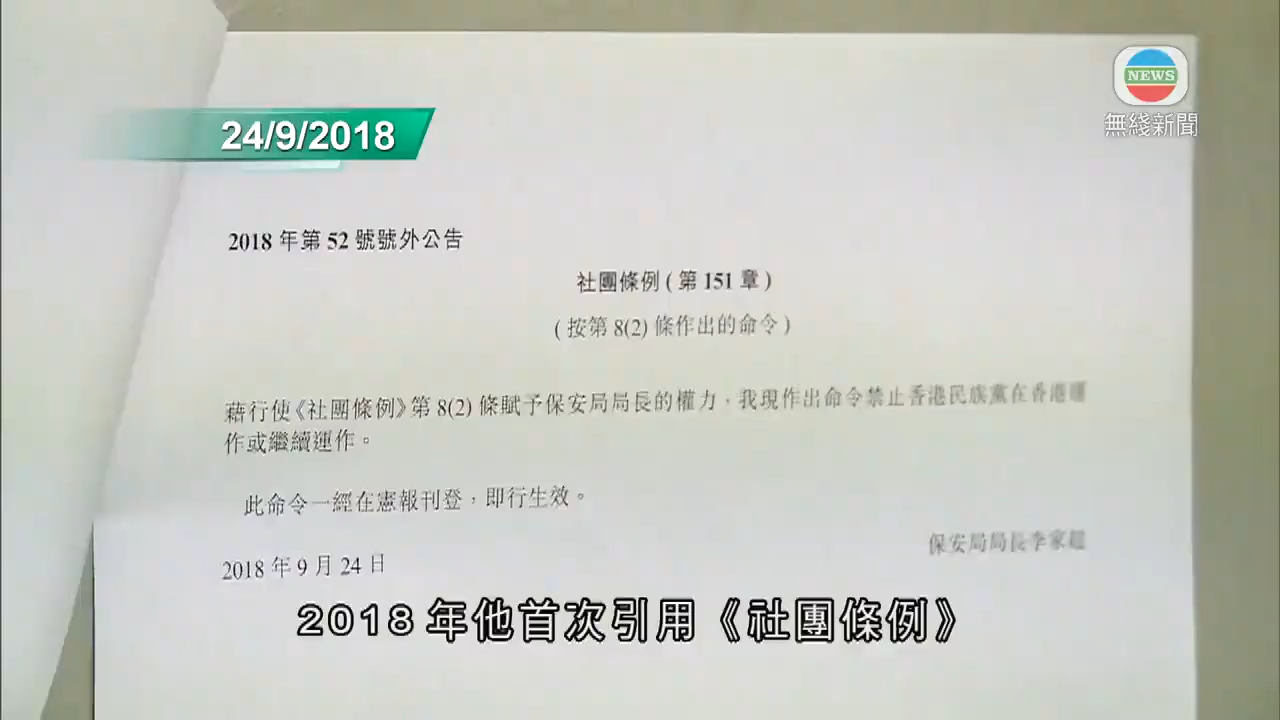 NEWS
無綫新聞
24/9/2018
2018 年第 52 號號外公告
社團條例 ( 第 151 章 )
( 按第 8(2) 條作出的命令 )
藉行使《社團條例》第 8(2) 條賦予保安局局長的權力，我現作出命令禁止香港民族黨在香港運
作或繼續運作。
此命令一經在憲報刊登，即行生效。
保安局局長李家超
2018 年 9 月 24 日
2018 年他首次引用《社團條例》